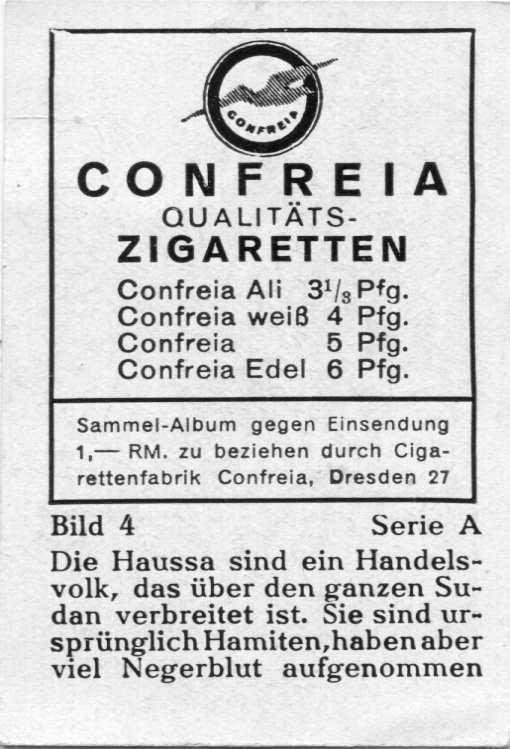 CONFREIA
CONFREIA
QUALITÄTS-
ZIGARETTEN
Confreia Ali 3 1/3 Pfg.
Confreia weiß 4 Pfg.
Confreia 5 Pfg.
Confreia Edel 6 Pfg.
Sammel-Album gegen Einsendung
1,— RM. zu beziehen durch Ciga-
rettenfabrik Confreia, Dresden 27
Bild 4 Serie A
Die Haussa sind ein Handels-
volk, das über den ganzen Su-
dan verbreitet ist. Sie sind ur-
sprünglich Hamiten, haben aber
viel Negerblut aufgenommen